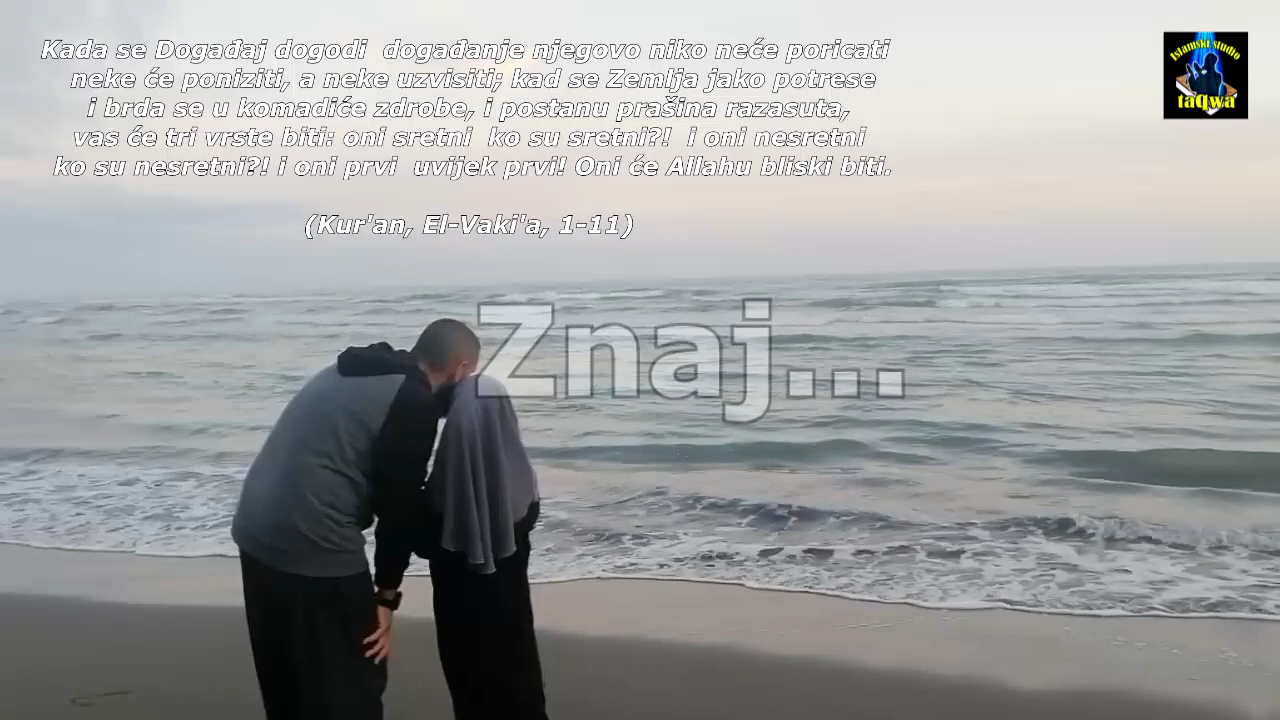 Kada se Događaj dogodi događanje njegovo niko neće poricati
neke će poniziti, a neke uzvisiti; kad se Zemlja jako potrese
i brda se u komadiće zdrobe, i postanu prašina razasuta,
vas će tri vrste biti: oni sretni ko su sretni?! i oni nesretni
ko su nesretni?! i oni prvi uvijek prvi! Oni će Allahu bliski biti.
(Kur'an, El-Vaki'a, 1-11)
Islamski studio
taqwa
Znaj...